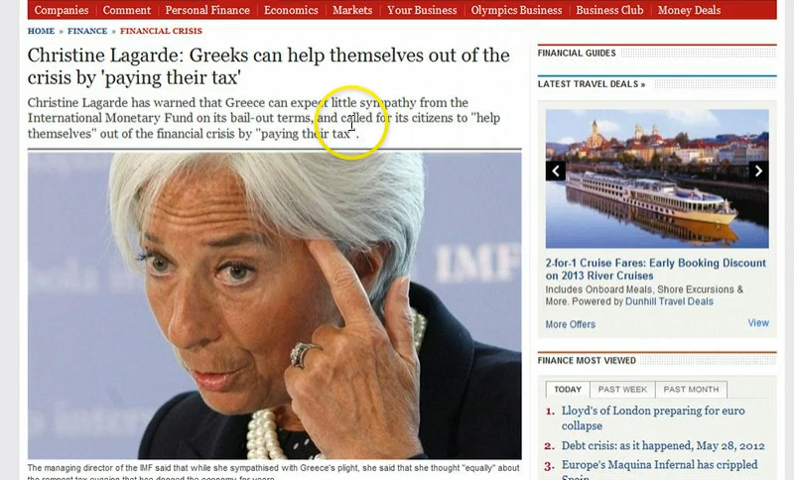 Companies Comment Personal Finance Economics Markets Your Business Olympics Business Business Club Money Deals
HOME » FINANCE » FINANCIAL CRISIS
Christine Lagarde: Greeks can help themselves out of the
crisis by 'paying their tax'
Christine Lagarde has warned that Greece can expect little sympathy from the
International Monetary Fund on its bail-out terms, and called for its citizens to "help
themselves" out of the financial crisis by "paying their tax".
IMF
The managing director of the IMF said that while she sympathised with Greece's plight, she said that she thought "equally" about
FINANCIAL GUIDES
LATEST TRAVEL DEALS »
2-for-1 Cruise Fares: Early Booking Discount
on 2013 River Cruises
Includes Onboard Meals, Shore Excursions &
More. Powered by Dunhill Travel Deals
More Offers View
FINANCE MOST VIEWED
TODAY PAST WEEK PAST MONTH
1. Lloyd's of London preparing for euro
collapse
2. Debt crisis: as it happened, May 28, 2012
3. Europe's Maquina Infernal has crippled